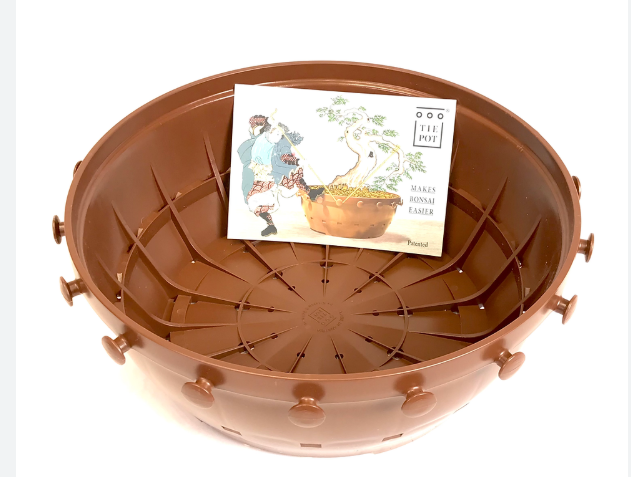 TIE
POT
MAKES
BONSAI
EASIER
Patented